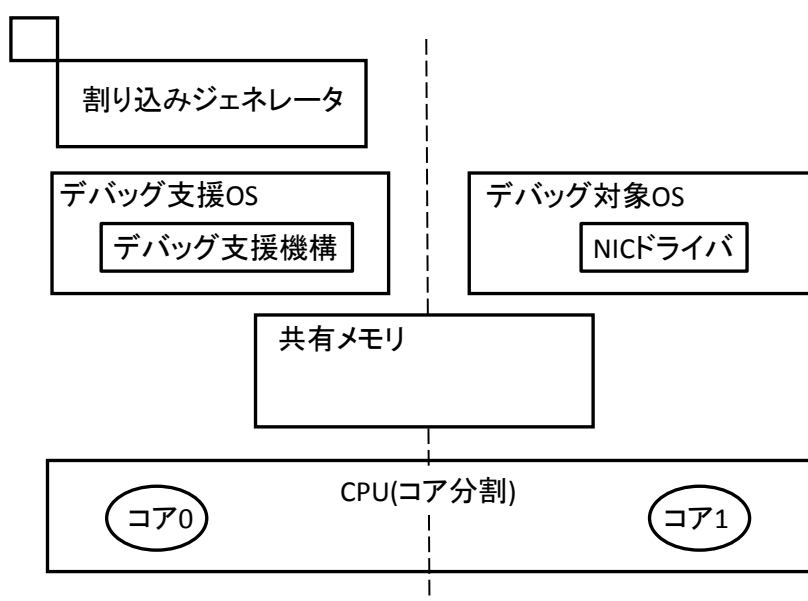 割り込みジェネレータ
デバッグ支援OS
デバッグ支援機構
デバッグ対象OS
NICドライバ
共有メモリ
CPU(コア分割)
コア0
コア1